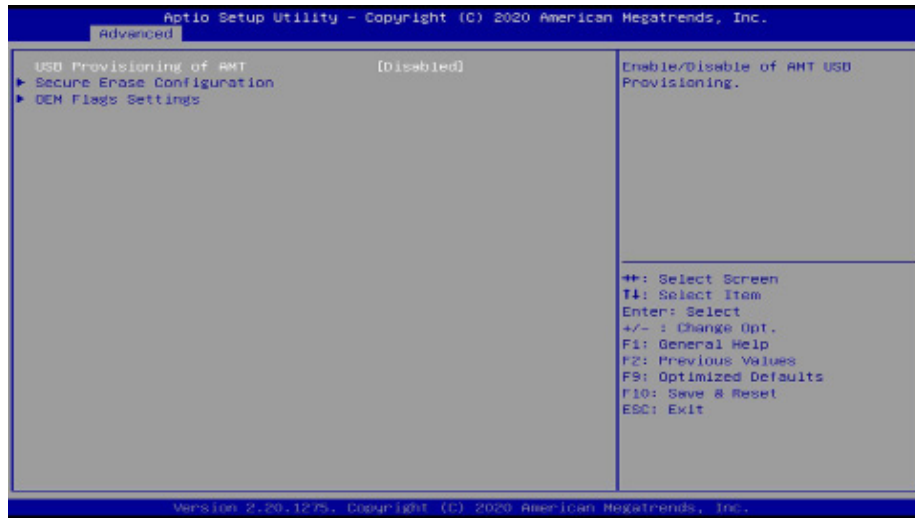 Aptio Setup Utility - Copyright (C) 2020 American Megatrends, Inc.
Advanced
USB Provisioning of AMT [Disabled]
Secure Erase Configuration
OEM Flags Settings
Enable/Disable of AMT USB
Provisioning.
↔: Select Screen
↑↓: Select Item
Enter: Select
+/- : Change Opt.
F1: General Help
F2: Previous Values
F9: Optimized Defaults
F10: Save & Reset
ESC: Exit
Version 2.20.1275. Copyright (C) 2020 American Megatrends, Inc.